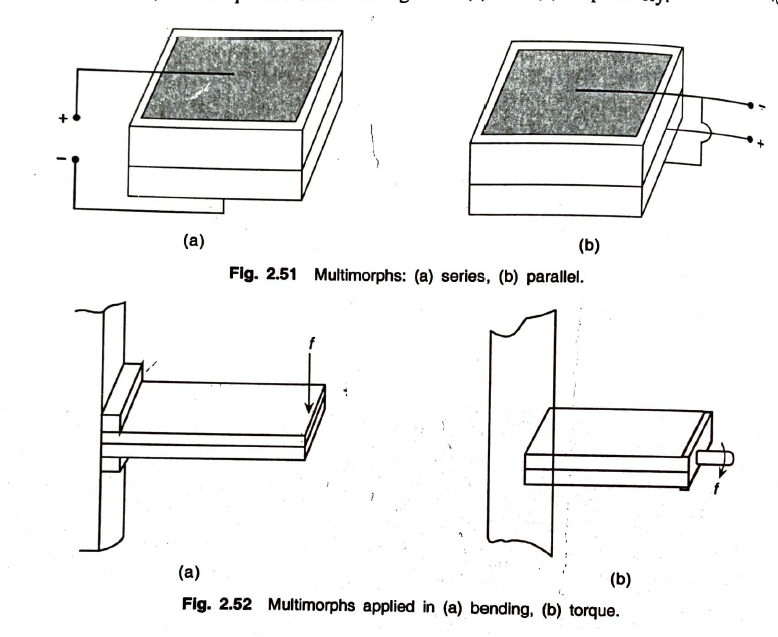 +
−
(a)
-
+
(b)
Fig. 2.51 Multimorphs: (a) series, (b) parallel.
f
f
(a)
(b)
Fig. 2.52 Multimorphs applied in (a) bending, (b) torque.